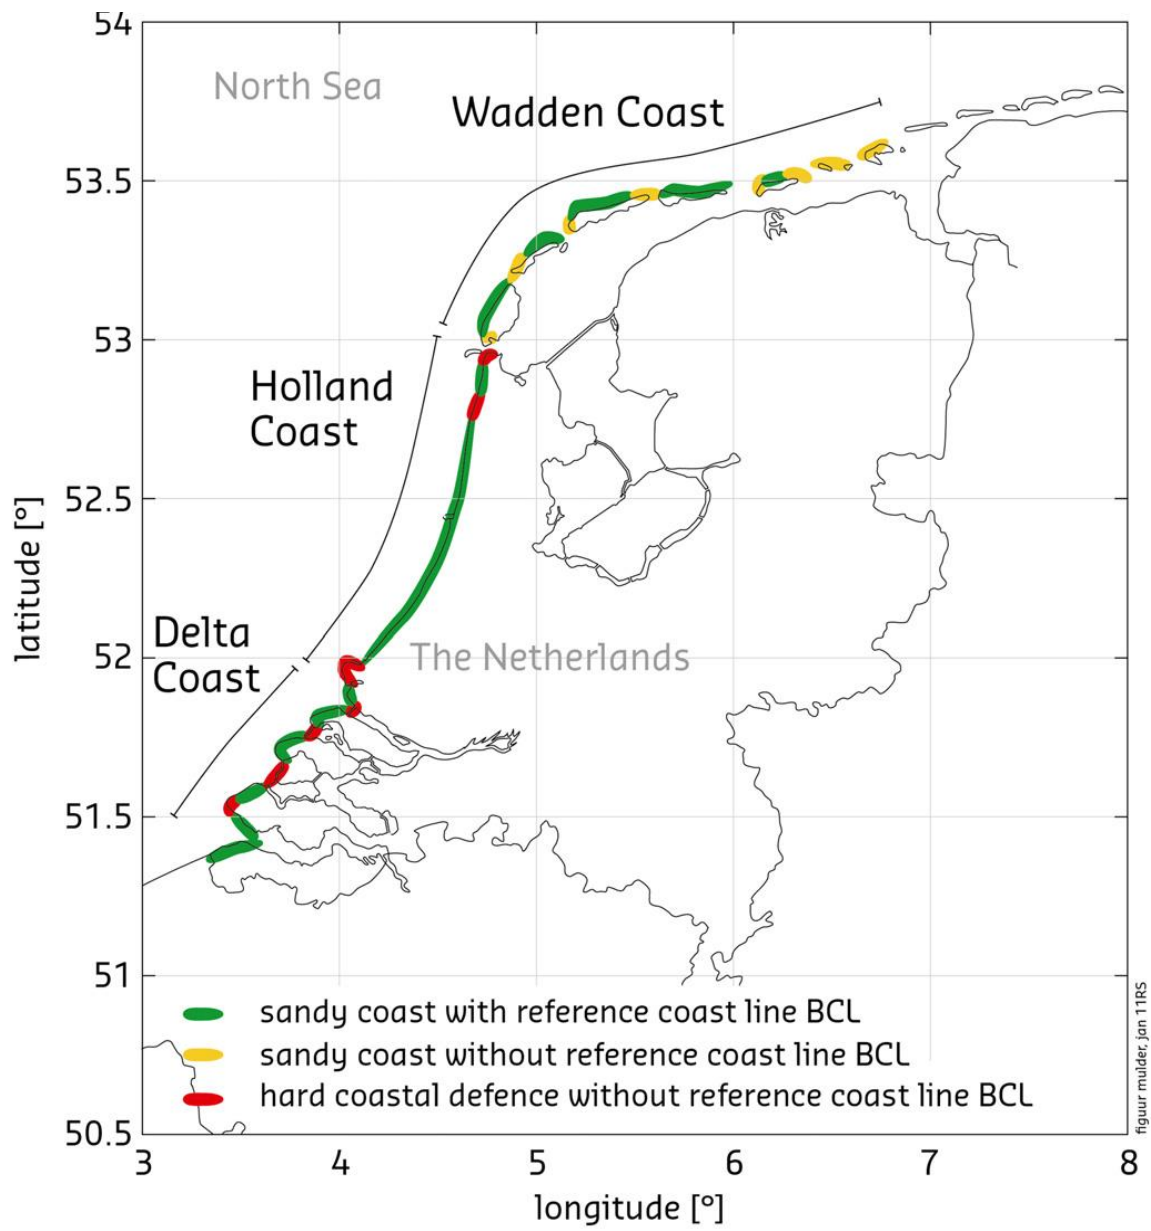 54
North Sea
Wadden Coast
53.5
53
Holland
Coast
52.5
latitude [°]
Delta
Coast
52
The Netherlands
51.5
51
sandy coast with reference coast line BCL
sandy coast without reference coast line BCL
hard coastal defence without reference coast line BCL
figuur mulder, jan 11RS
50.5
3 4 5 6 7 8
longitude [°]